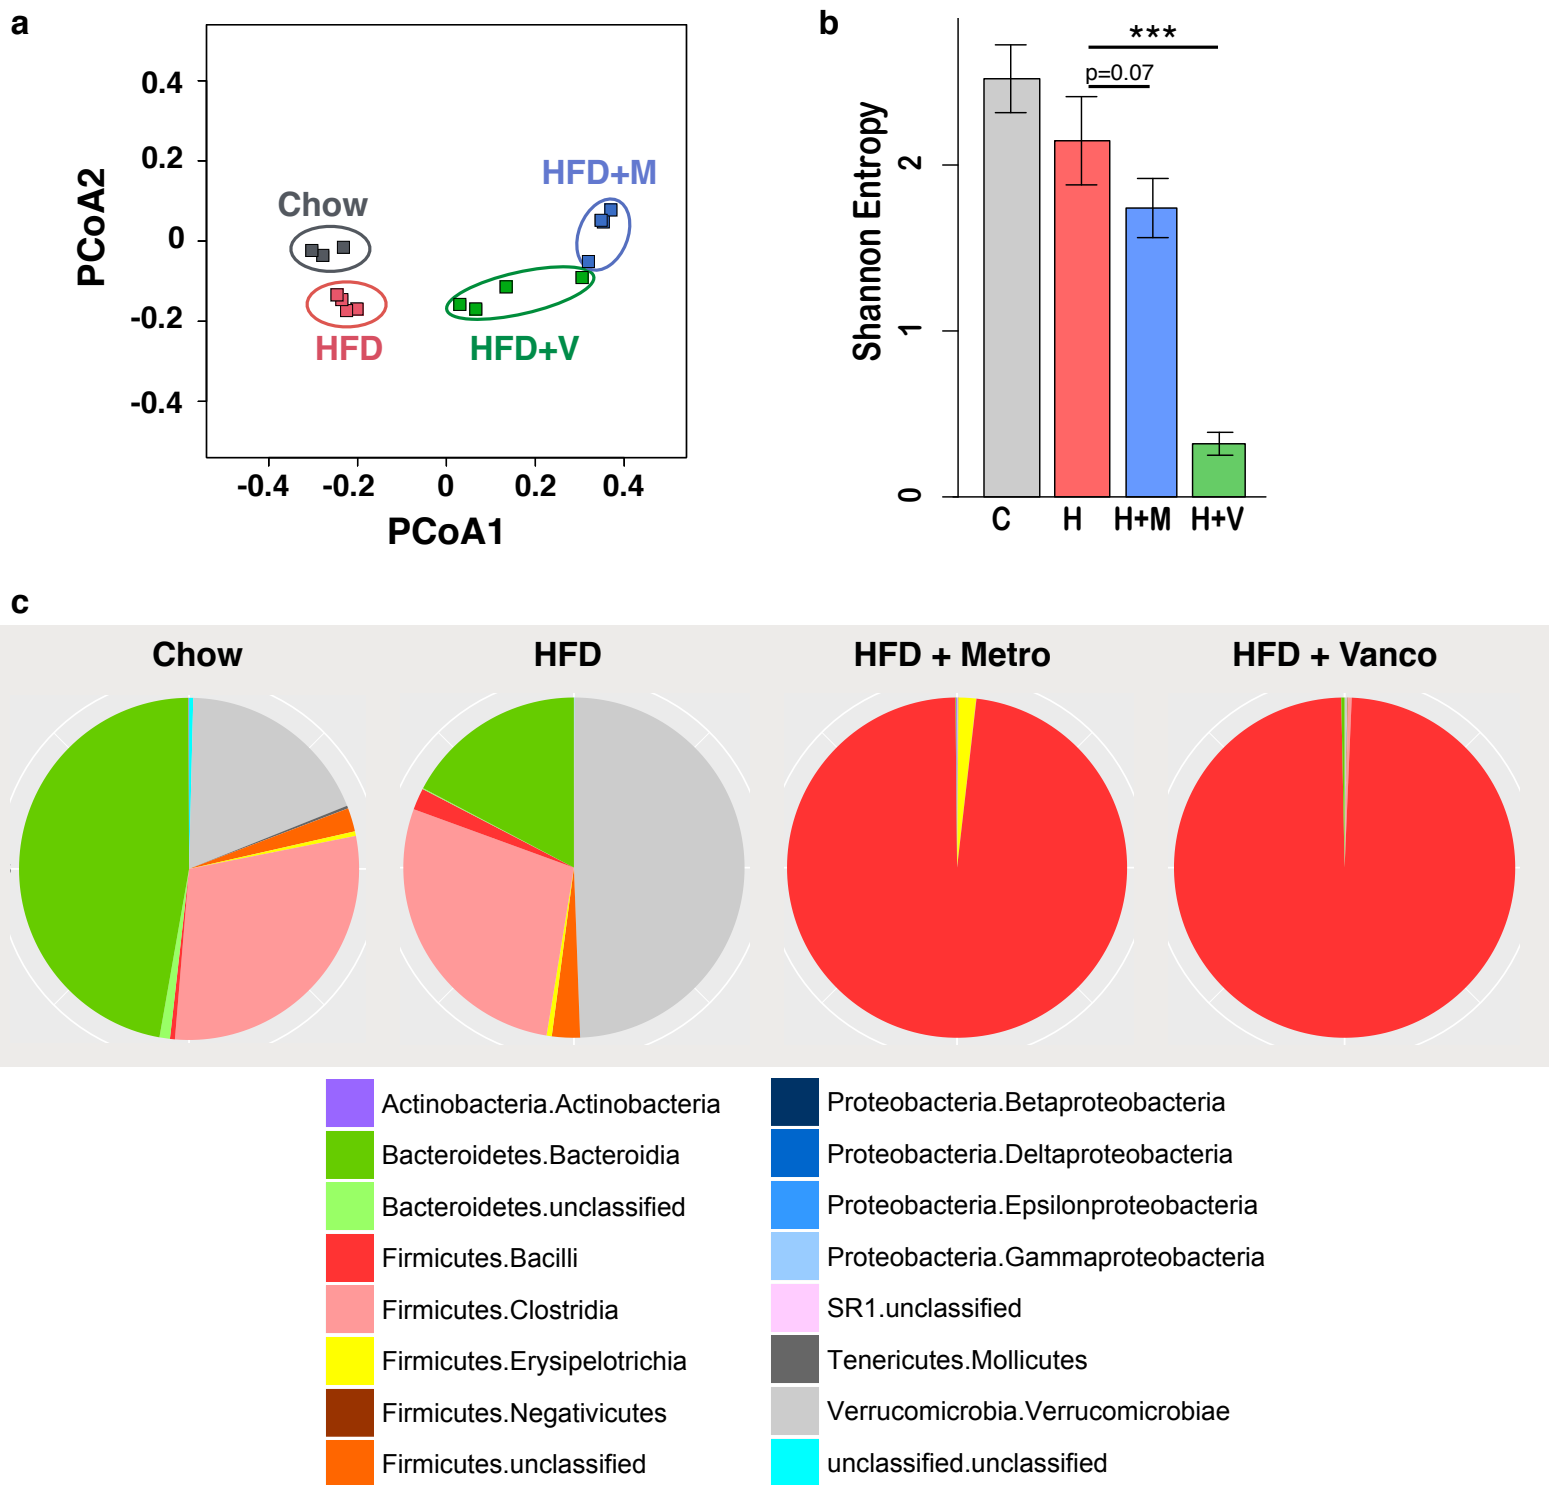 a
0.4
0.2
0
-0.2
-0.4
PCoA2
Chow
HFD
HFD+V
HFD+M
-0.4 -0.2 0 0.2 0.4
PCoA1
b
***
p=0.07
Shannon Entropy
2
1
0
C H H+M H+V
c
Chow HFD HFD + Metro HFD + Vanco
Actinobacteria.Actinobacteria
Bacteroidetes.Bacteroidia
Bacteroidetes.unclassified
Firmicutes.Bacilli
Firmicutes.Clostridia
Firmicutes.Erysipelotrichia
Firmicutes.Negativicutes
Firmicutes.unclassified
Proteobacteria.Betaproteobacteria
Proteobacteria.Deltaproteobacteria
Proteobacteria.Epsilonproteobacteria
Proteobacteria.Gammaproteobacteria
SR1.unclassified
Tenericutes.Mollicutes
Verrucomicrobia.Verrucomicrobiae
unclassified.unclassified